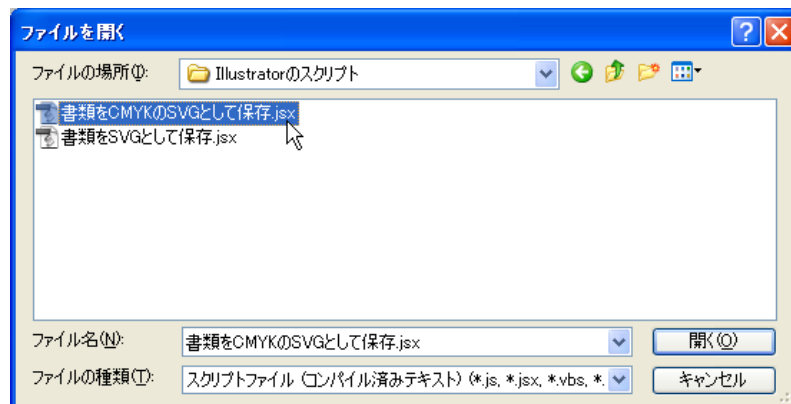 ファイルを開く
ファイルの場所(I):
Illustratorのスクリプト
書類をCMYKのSVGとして保存.jsx
書類をSVGとして保存.jsx
ファイル名(N):
書類をCMYKのSVGとして保存.jsx
開く(O)
ファイルの種類(T):
スクリプトファイル (コンパイル済みテキスト) (*.js, *.jsx, *.vbs, *.
キャンセル